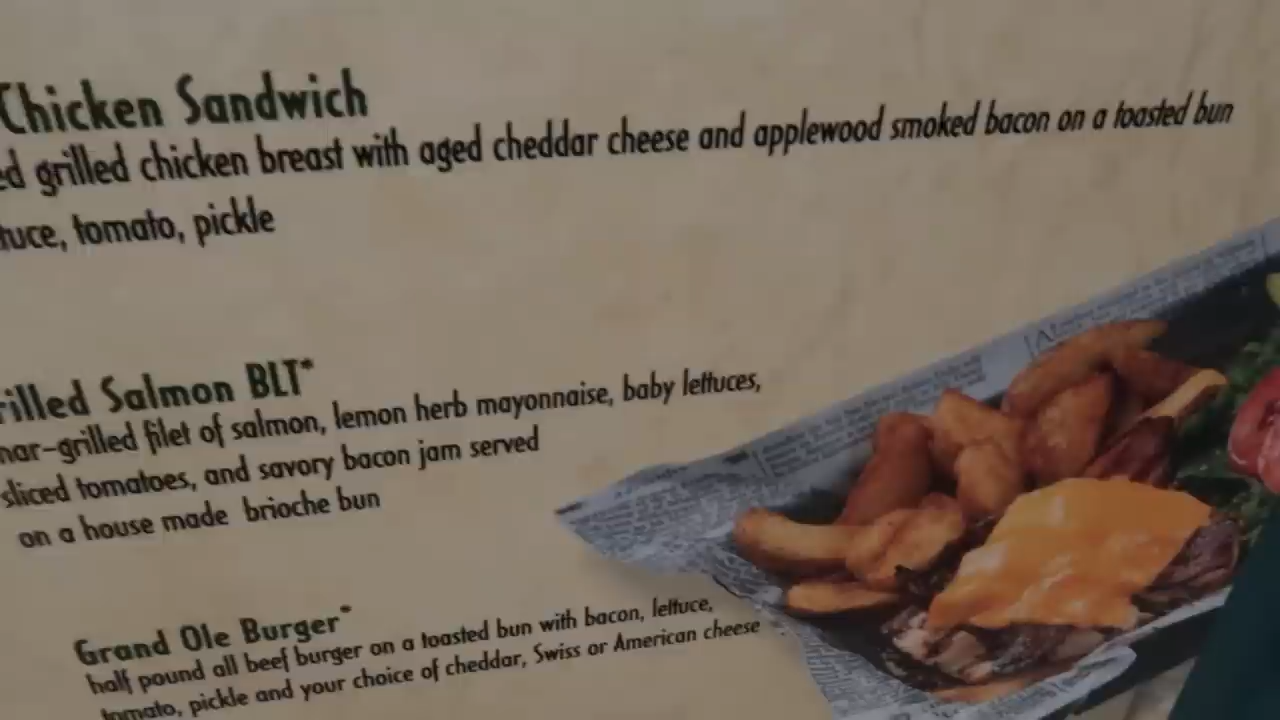 Chicken Sandwich
ed grilled chicken breast with aged cheddar cheese and applewood smoked bacon on a toasted bun
tuce, tomato, pickle
rilled Salmon BLT*
har-grilled filet of salmon, lemon herb mayonnaise, baby lettuces,
sliced tomatoes, and savory bacon jam served
on a house made brioche bun
Grand Ole Burger*
half pound all beef burger on a toasted bun with bacon, lettuce,
tomato, pickle and your choice of cheddar, Swiss or American cheese